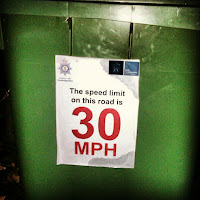 The speed limit
on this road is
30
MPH